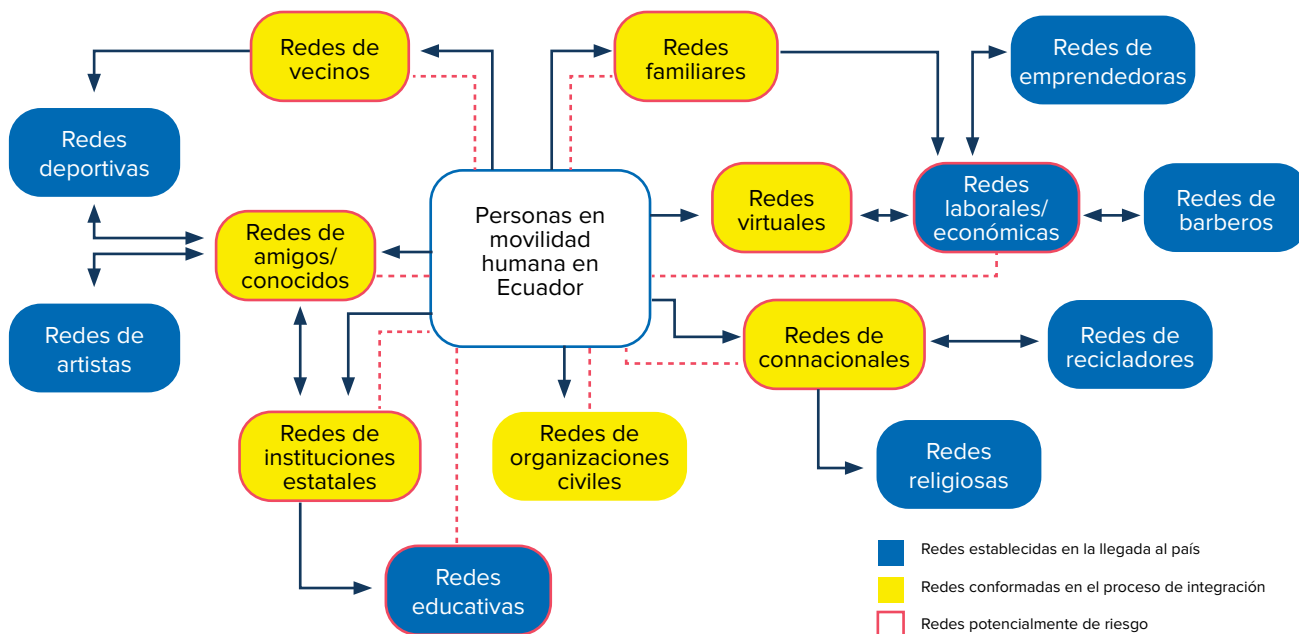 Redes de
vecinos
Redes
familiares
Redes de
emprendedoras
Redes
deportivas
Personas en
movilidad
humana en
Ecuador
Redes
virtuales
Redes
laborales/
económicas
Redes de
barberos
Redes de
amigos/
conocidos
Redes de
artistas
Redes de
connacionales
Redes de
recicladores
Redes de
instituciones
estatales
Redes de
organizaciones
civiles
Redes
religiosas
Redes
educativas
Redes establecidas en la llegada al país
Redes conformadas en el proceso de integración
Redes potencialmente de riesgo